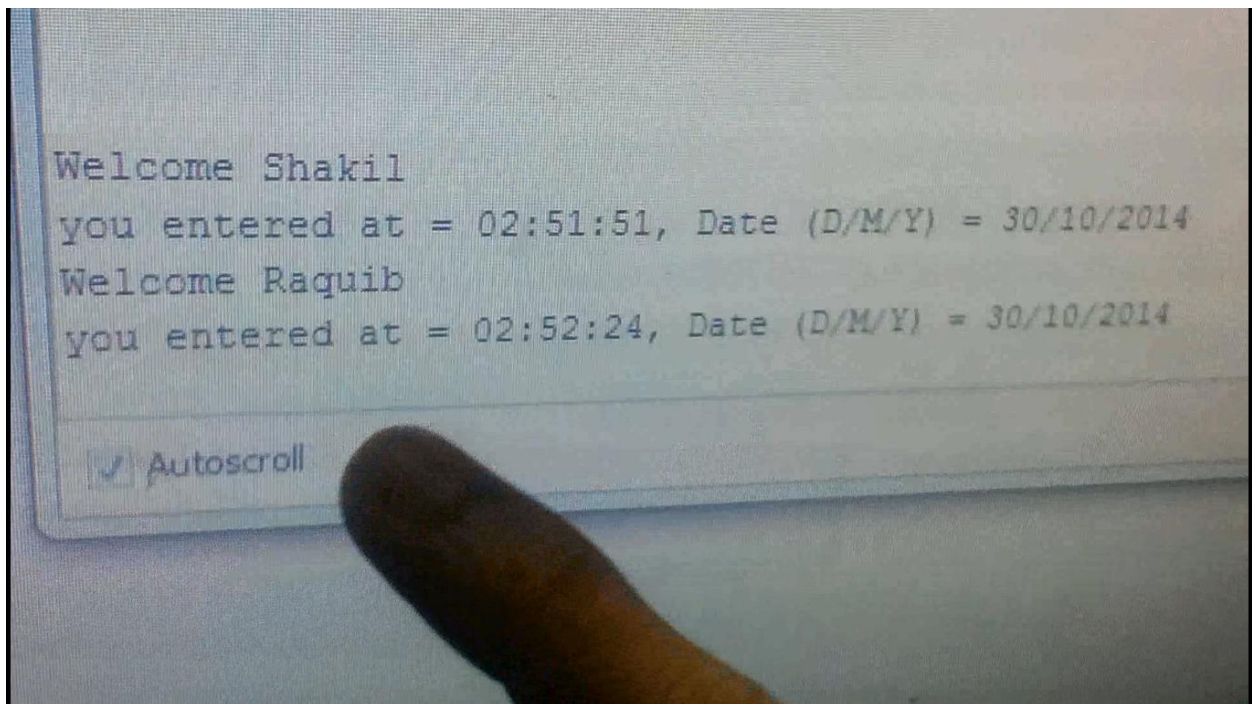 Welcome Shakil
you entered at = 02:51:51, Date (D/M/Y) = 30/10/2014
Welcome Raquib
you entered at = 02:52:24, Date (D/M/Y) = 30/10/2014
Autoscroll